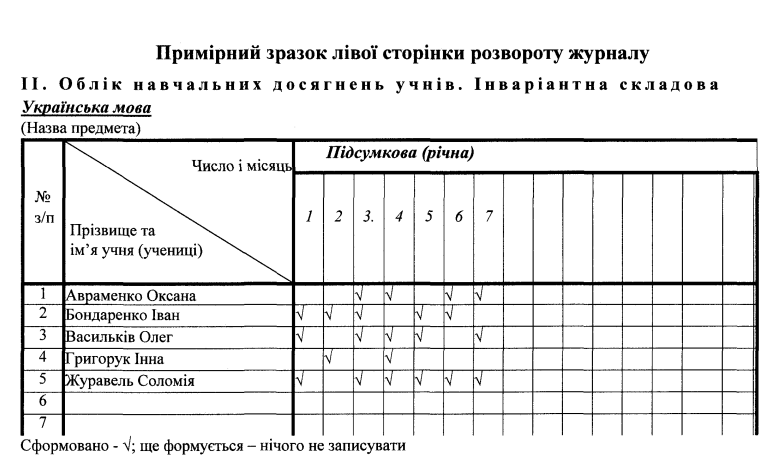 Примірний зразок лівої сторінки розвороту журналу
ІІ. Облік навчальних досягнень учнів. Інваріантна складова
Українська мова
(Назва предмета)
№ з/п
Число і місяць
Прізвище та
ім’я учня (учениці)
Підсумкова (річна)
1 2 3. 4 5 6 7
1 Авраменко Оксана √ √ √ √
2 Бондаренко Іван √ √ √ √ √
3 Васильків Олег √ √ √ √ √
4 Григорук Інна √ √
5 Журавель Соломія √ √ √ √ √ √
6
7
Сформовано - √; ще формується – нічого не записувати